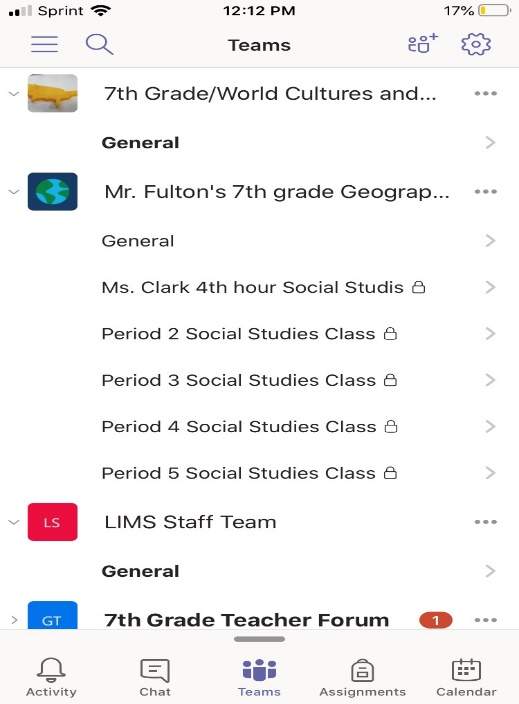 Sprint 12:12 PM 17%
Teams
7th Grade/World Cultures and...
General
Mr. Fulton's 7th grade Geograp...
General
Ms. Clark 4th hour Social Studis
Period 2 Social Studies Class
Period 3 Social Studies Class
Period 4 Social Studies Class
Period 5 Social Studies Class
LS LIMS Staff Team
General
GT 7th Grade Teacher Forum 1
Activity Chat Teams Assignments Calendar